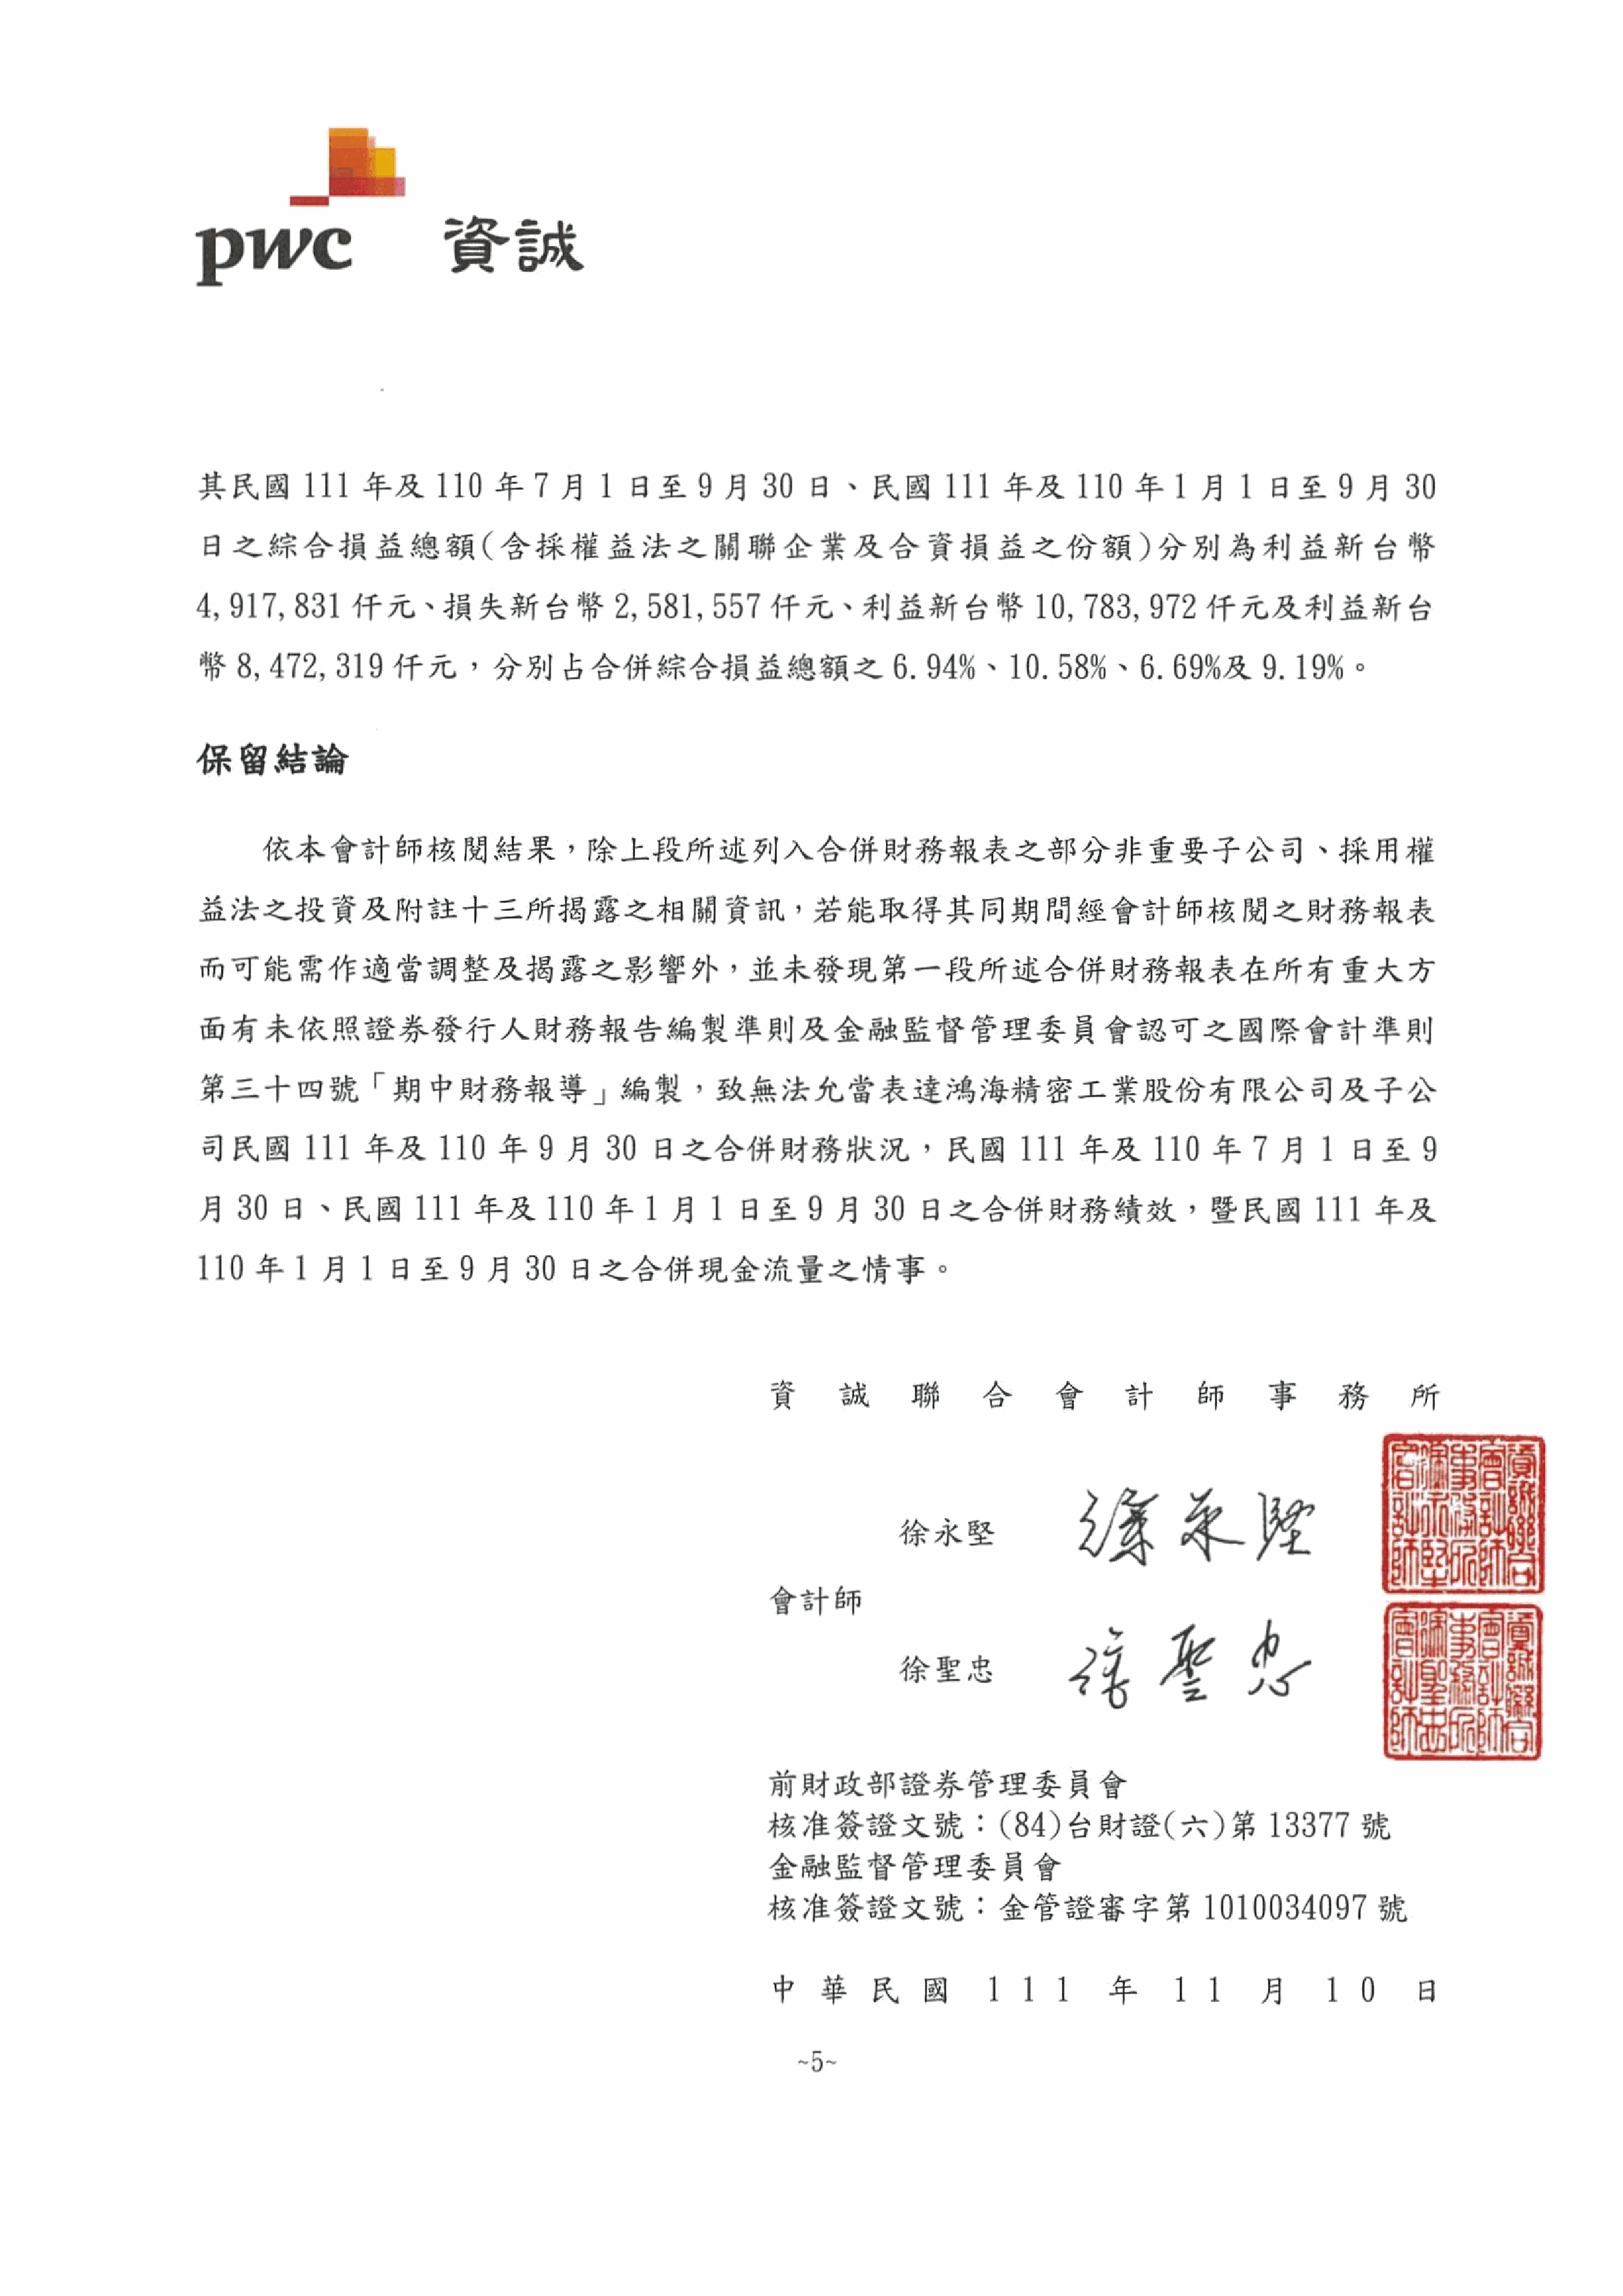 pwc 資誠
其民國 111 年及 110 年 7 月 1 日至 9 月 30 日、民國 111 年及 110 年 1 月 1 日至 9 月 30
日之綜合損益總額(含採權益法之關聯企業及合資損益之份額)分別為利益新台幣
4,917,831 仟元、損失新台幣 2,581,557 仟元、利益新台幣 10,783,972 仟元及利益新台
幣 8,472,319 仟元，分別占合併綜合損益總額之 6.94%、10.58%、6.69%及 9.19%。
保留結論
依本會計師核閱結果，除上段所述列入合併財務報表之部分非重要子公司、採用權
益法之投資及附註十三所揭露之相關資訊，若能取得其同期間經會計師核閱之財務報表
而可能需作適當調整及揭露之影響外，並未發現第一段所述合併財務報表在所有重大方
面有未依照證券發行人財務報告編製準則及金融監督管理委員會認可之國際會計準則
第三十四號「期中財務報導」編製，致無法允當表達鴻海精密工業股份有限公司及子公
司民國 111 年及 110 年 9 月 30 日之合併財務狀況，民國 111 年及 110 年 7 月 1 日至 9
月 30 日、民國 111 年及 110 年 1 月 1 日至 9 月 30 日之合併財務績效，暨民國 111 年及
110 年 1 月 1 日至 9 月 30 日之合併現金流量之情事。
資誠聯合會計師事務所
徐永堅 徐永堅
資誠聯合會計師事務所徐永堅會計師
會計師
徐聖忠 徐聖忠
資誠聯合會計師事務所徐聖忠會計師
前財政部證券管理委員會
核准簽證文號：(84)台財證(六)第 13377 號
金融監督管理委員會
核准簽證文號：金管證審字第 1010034097 號
中華民國 111 年 11 月 10 日
~5~